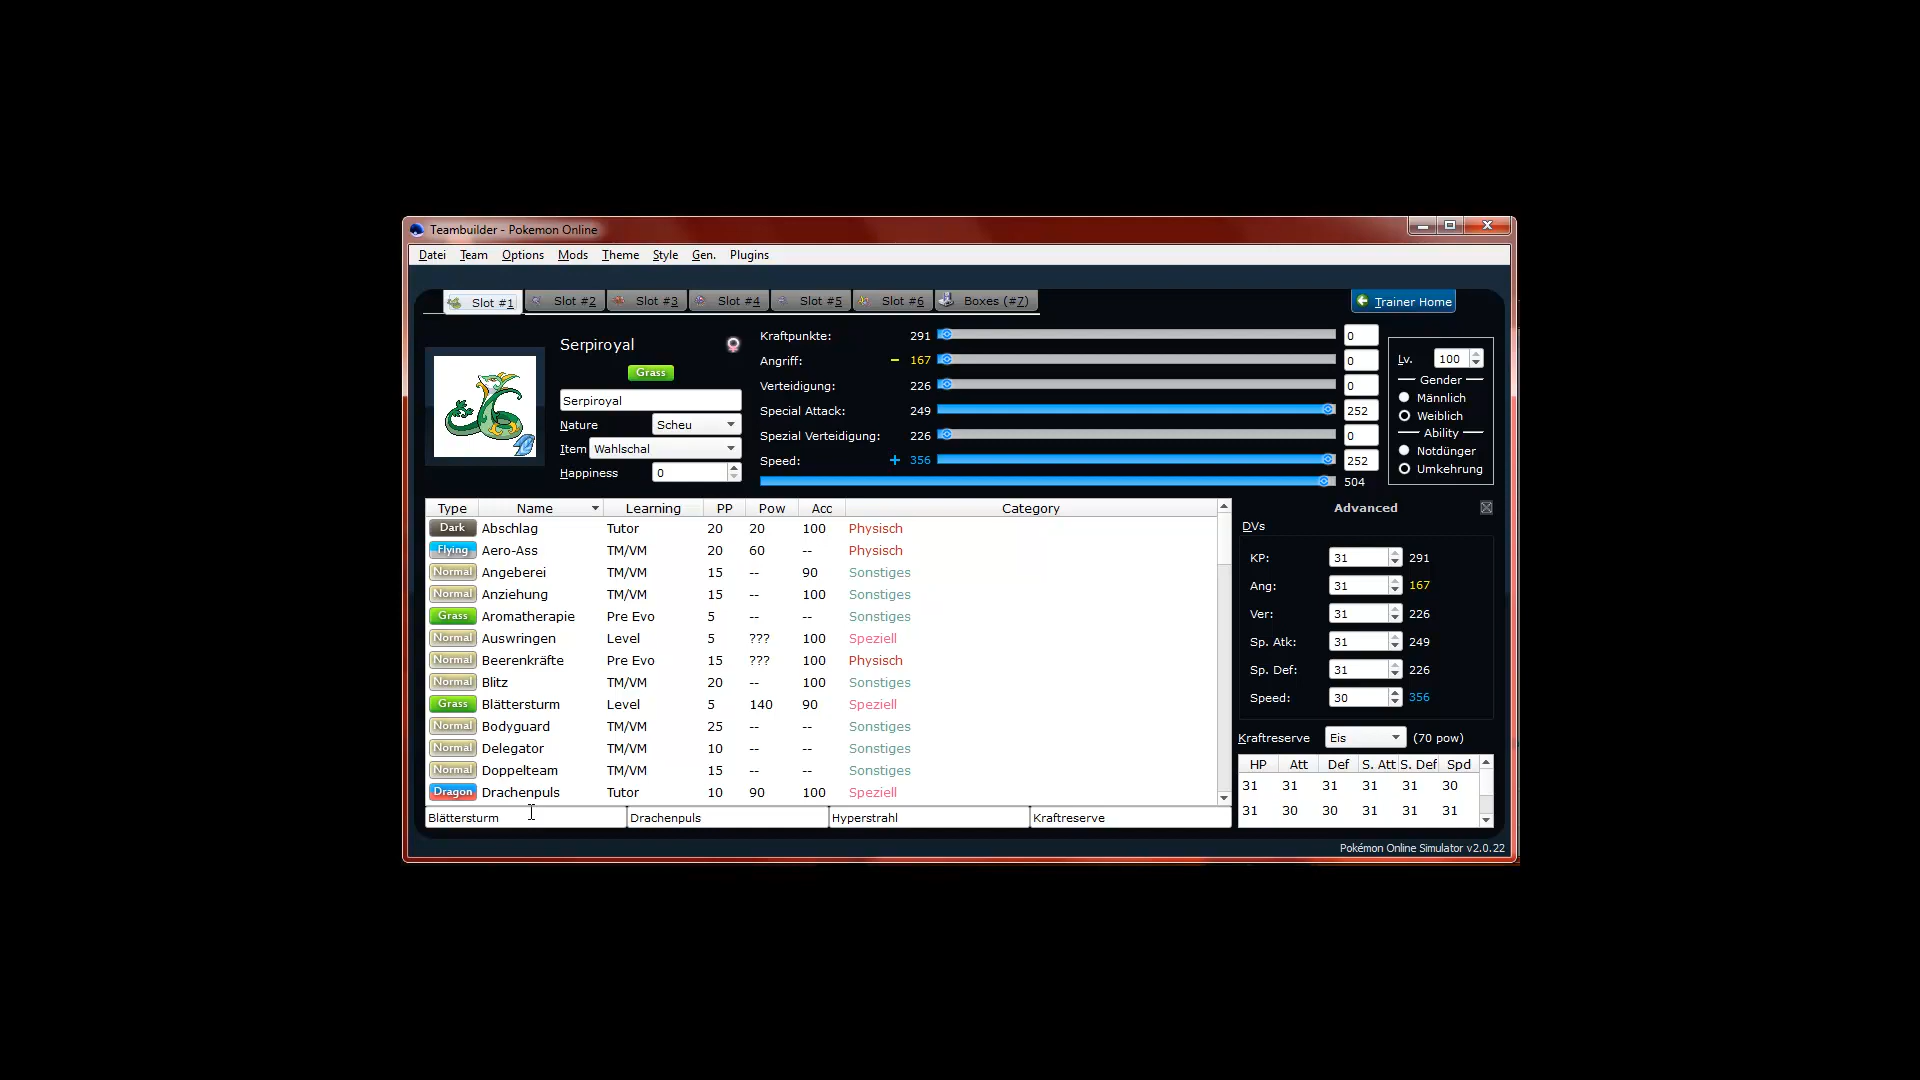 Teambuilder - Pokemon Online
Datei Team Options Mods Theme Style Gen. Plugins
Slot #1 Slot #2 Slot #3 Slot #4 Slot #5 Slot #6 Boxes (#7) Trainer Home
Serpiroyal
Grass
Serpiroyal
Nature Scheu
Item Wahlschal
Happiness 0
Kraftpunkte: 291 0
Angriff: − 167 0
Verteidigung: 226 0
Special Attack: 249 252
Spezial Verteidigung: 226 0
Speed: + 356 252
504
Lv. 100
Gender
Männlich
Weiblich
Ability
Notdünger
Umkehrung
Type Name Learning PP Pow Acc Category
Dark Abschlag Tutor 20 20 100 Physisch
Flying Aero-Ass TM/VM 20 60 -- Physisch
Normal Angeberei TM/VM 15 -- 90 Sonstiges
Normal Anziehung TM/VM 15 -- 100 Sonstiges
Grass Aromatherapie Pre Evo 5 -- -- Sonstiges
Normal Auswringen Level 5 ??? 100 Speziell
Normal Beerenkräfte Pre Evo 15 ??? 100 Physisch
Normal Blitz TM/VM 20 -- 100 Sonstiges
Grass Blättersturm Level 5 140 90 Speziell
Normal Bodyguard TM/VM 25 -- -- Sonstiges
Normal Delegator TM/VM 10 -- -- Sonstiges
Normal Doppelteam TM/VM 15 -- -- Sonstiges
Dragon Drachenpuls Tutor 10 90 100 Speziell
Blättersturm Drachenpuls Hyperstrahl Kraftreserve
Advanced
DVs
KP: 31 291
Ang: 31 167
Ver: 31 226
Sp. Atk: 31 249
Sp. Def: 31 226
Speed: 30 356
Kraftreserve Eis (70 pow)
HP Att Def S. Att S. Def Spd
31 31 31 31 31 30
31 30 30 31 31 31
Pokémon Online Simulator v2.0.22